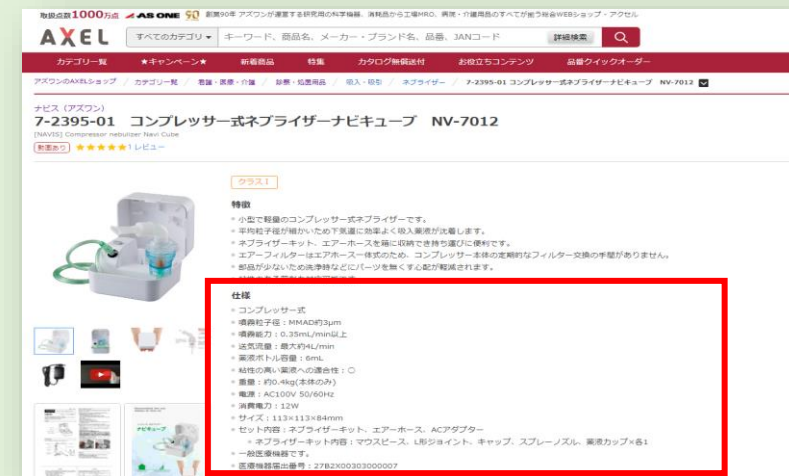 取扱点数1000万点 AS ONE 90 創業90年 アズワンが運営する研究用の科学機器、消耗品から工場MRO、病院・介護用品のすべてが揃う総合WEBショップ・アクセル
AXEL すべてのカテゴリ▼ キーワード、商品名、メーカー・ブランド名、品番、JANコード 詳細検索
カテゴリー一覧 ★キャンペーン★ 新着商品 特集 カタログ無償送付 お役立ちコンテンツ 品番クイックオーダー
アズワンのAXELショップ / カテゴリー一覧 / 看護・医療・介護 / 診察・処置用品 / 吸入・吸引 / ネブライザー / 7-2395-01 コンプレッサー式ネブライザーナビキューブ NV-7012
ナビス（アズワン）
7-2395-01 コンプレッサー式ネブライザーナビキューブ NV-7012
[NAVIS] Compressor nebulizer Navi Cube
動画あり ★★★★★ 1 レビュー
クラスⅠ
特徴
小型で軽量のコンプレッサー式ネブライザーです。
平均粒子径が細かいため下気道に効率よく吸入薬液が沈着します。
ネブライザーキット、エアーホースを箱に収納でき持ち運びに便利です。
エアーフィルターはエアホース一体式のため、コンプレッサー本体の定期的なフィルター交換の手間がありません。
部品が少ないため洗浄時などにパーツを無くす心配が軽減されます。
仕様
コンプレッサー式
噴霧粒子径：MMAD約3μm
噴霧能力：0.35mL/min以上
送気流量：最大約4L/min
薬液ボトル容量：6mL
粘性の高い薬液への適合性：○
重量：約0.4kg(本体のみ)
電源：AC100V 50/60Hz
消費電力：12W
サイズ：113×113×84mm
セット内容：ネブライザーキット、エアーホース、ACアダプター
ネブライザーキット内容：マウスピース、L形ジョイント、キャップ、スプレーノズル、薬液カップ×各1
一般医療機器です。
医療機器届出番号：27B2X00303000007